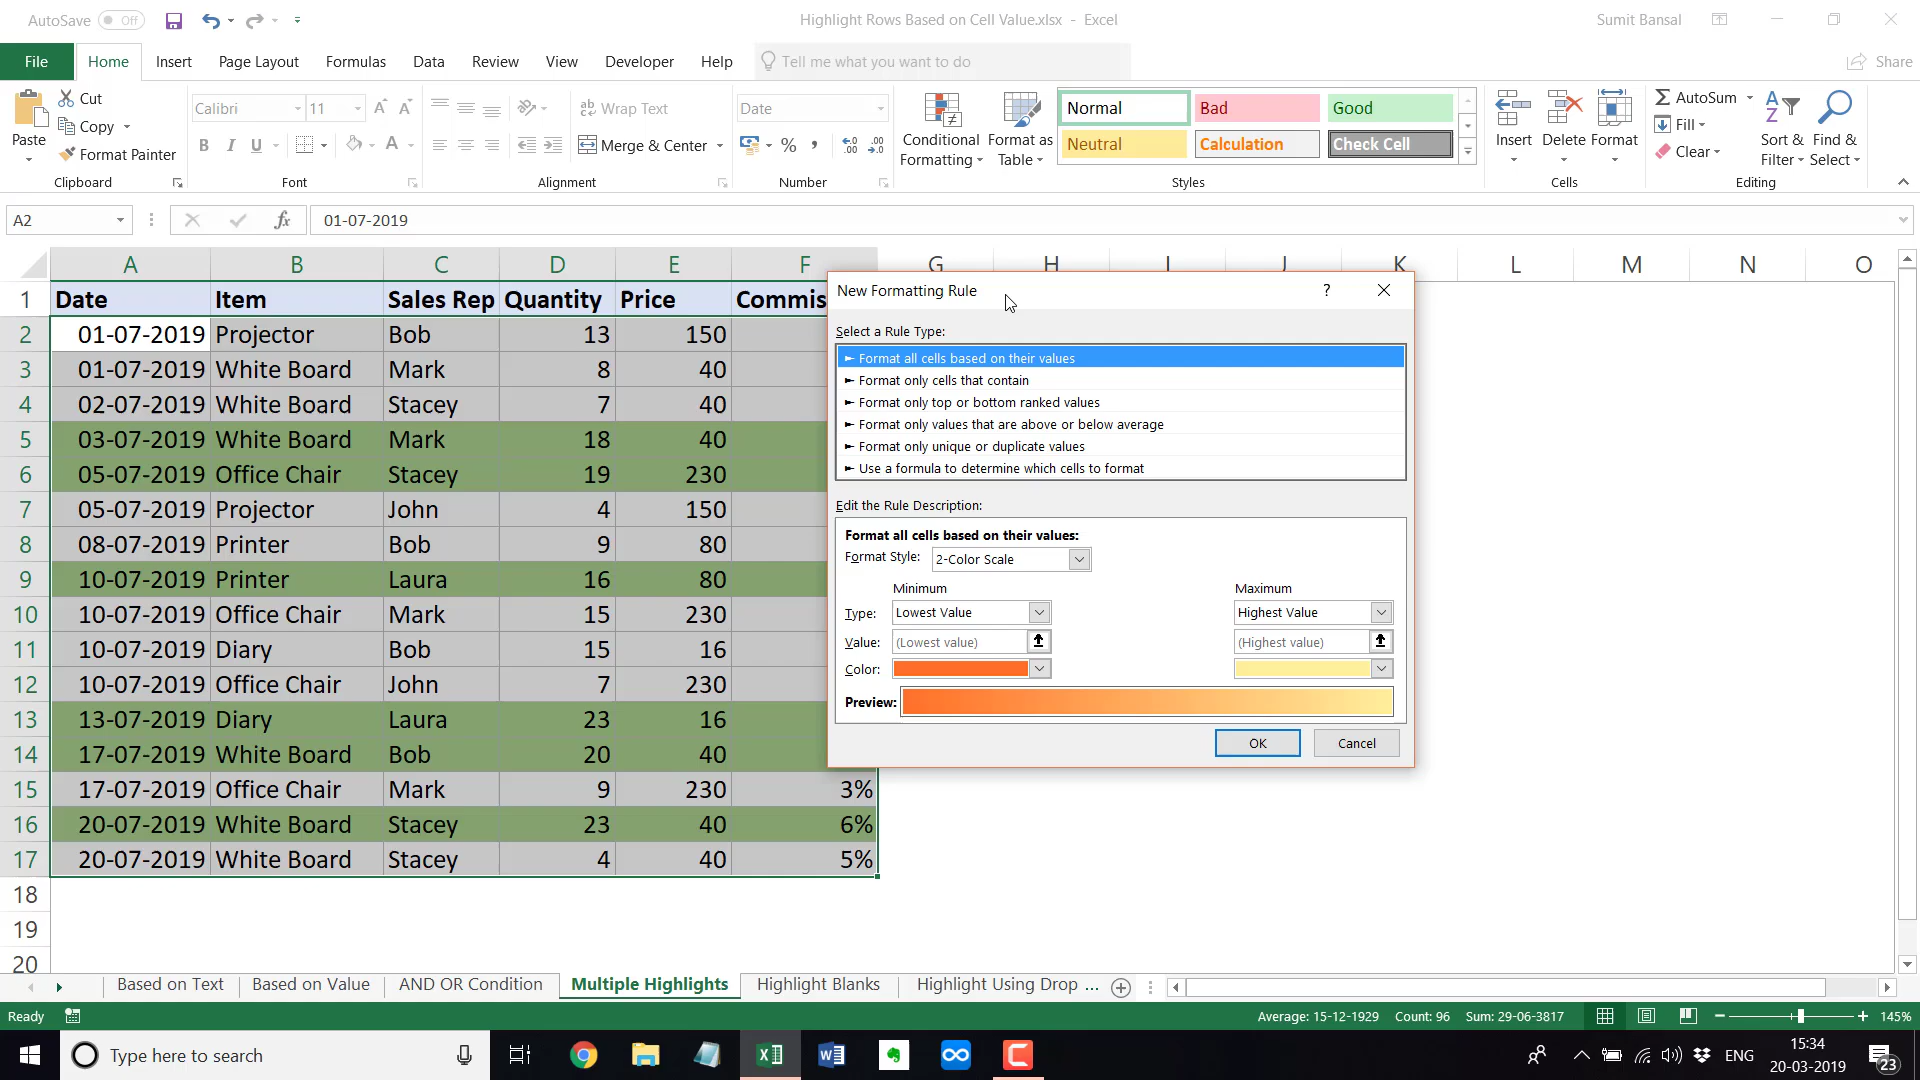 AutoSave Off
Highlight Rows Based on Cell Value.xlsx - Excel
Sumit Bansal
File Home Insert Page Layout Formulas Data Review View Developer Help Tell me what you want to do Share
Paste
Cut
Copy
Format Painter
Clipboard
Calibri 11
B I U A
Font
Wrap Text
Merge & Center
Alignment
Date
%
Number
Conditional Formatting
Format as Table
Normal Bad Good
Neutral Calculation Check Cell
Styles
Insert Delete Format
Cells
AutoSum
Fill
Clear
Sort & Filter
Find & Select
Editing
A2 fx 01-07-2019
A B C D E F G H I J K L M N O
1 Date Item Sales Rep Quantity Price Commis
2 01-07-2019 Projector Bob 13 150
3 01-07-2019 White Board Mark 8 40
4 02-07-2019 White Board Stacey 7 40
5 03-07-2019 White Board Mark 18 40
6 05-07-2019 Office Chair Stacey 19 230
7 05-07-2019 Projector John 4 150
8 08-07-2019 Printer Bob 9 80
9 10-07-2019 Printer Laura 16 80
10 10-07-2019 Office Chair Mark 15 230
11 10-07-2019 Diary Bob 15 16
12 10-07-2019 Office Chair John 7 230
13 13-07-2019 Diary Laura 23 16
14 17-07-2019 White Board Bob 20 40
15 17-07-2019 Office Chair Mark 9 230 3%
16 20-07-2019 White Board Stacey 23 40 6%
17 20-07-2019 White Board Stacey 4 40 5%
18
19
20
New Formatting Rule ?
Select a Rule Type:
Format all cells based on their values
Format only cells that contain
Format only top or bottom ranked values
Format only values that are above or below average
Format only unique or duplicate values
Use a formula to determine which cells to format
Edit the Rule Description:
Format all cells based on their values:
Format Style: 2-Color Scale
Minimum Maximum
Type: Lowest Value Highest Value
Value: (Lowest value) (Highest value)
Color:
Preview:
OK Cancel
Based on Text Based on Value AND OR Condition Multiple Highlights Highlight Blanks Highlight Using Drop ...
Ready Average: 15-12-1929 Count: 96 Sum: 29-06-3817 145%
Type here to search
ENG
15:34
20-03-2019
23